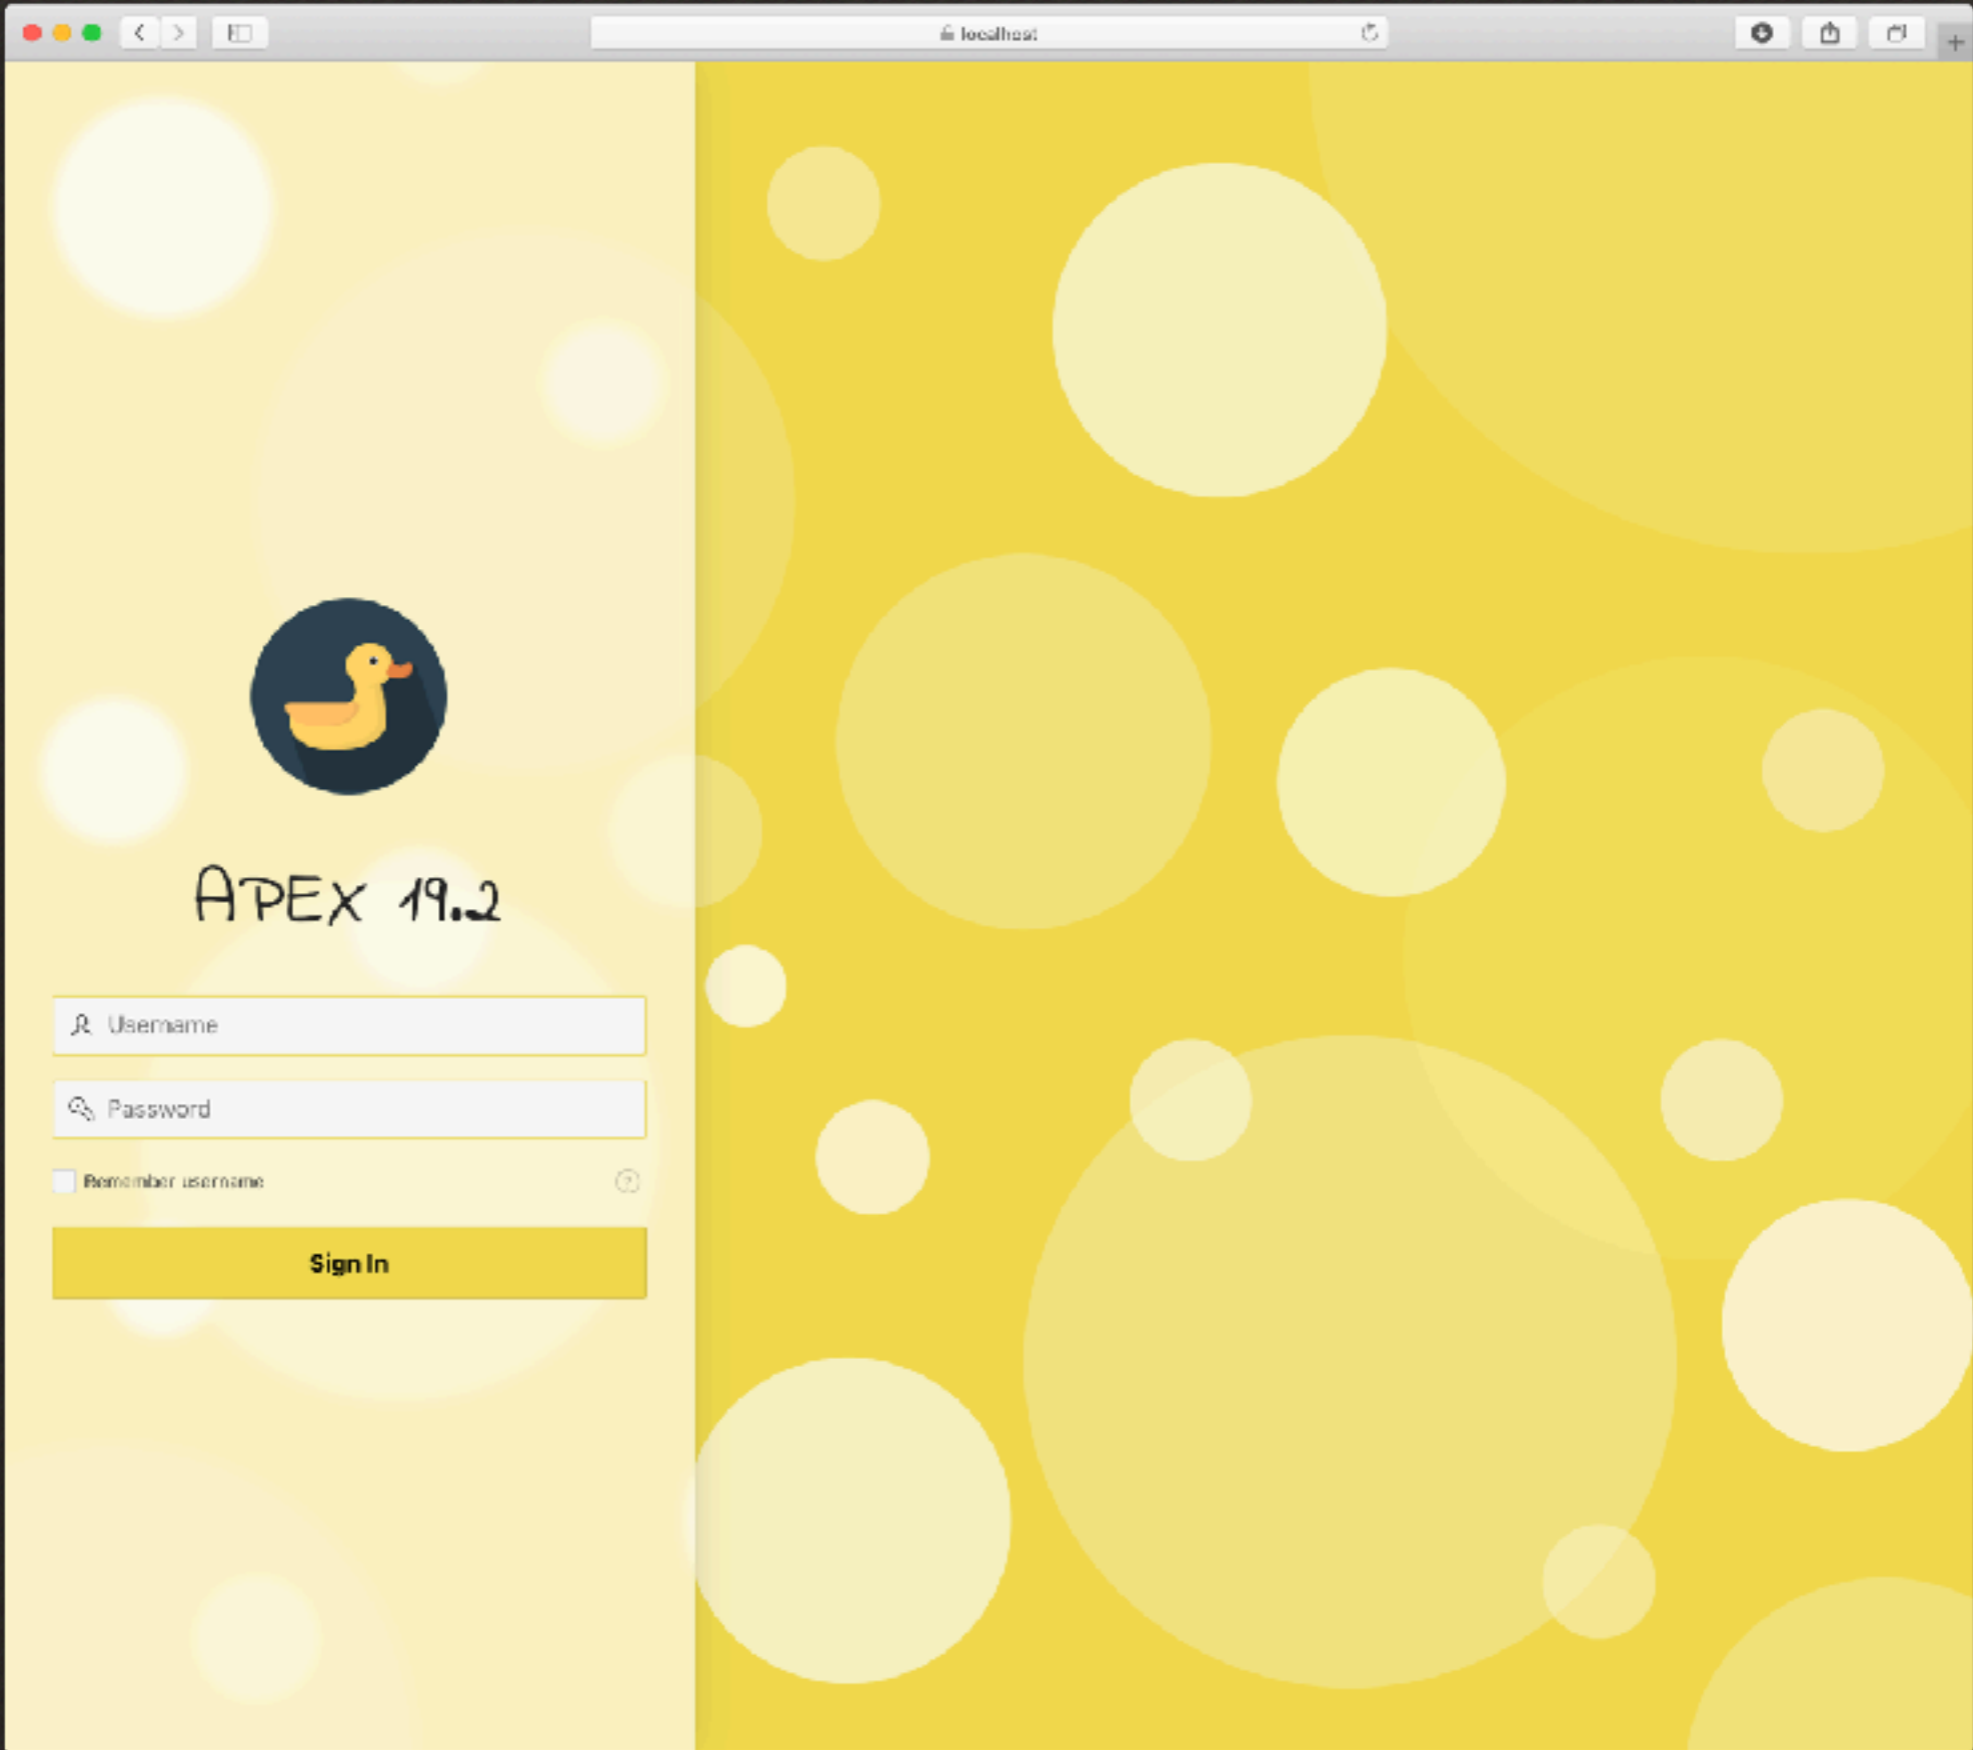 localhost
APEX 19.2
Username
Password
Remember username
?
Sign In